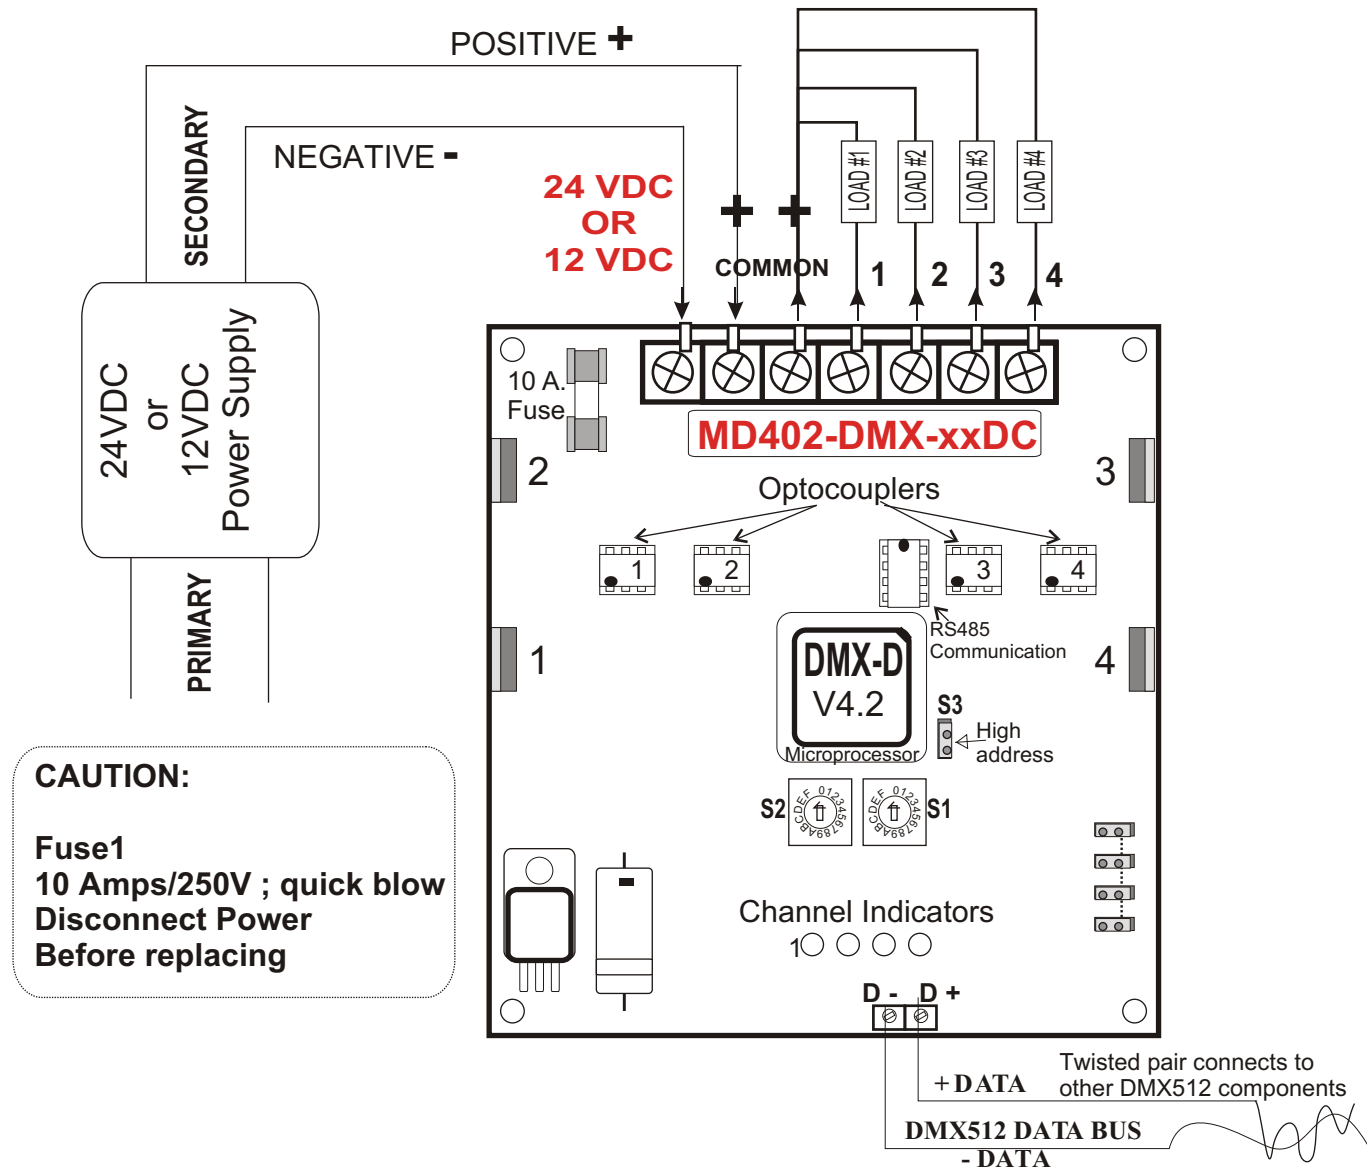 POSITIVE +
NEGATIVE -
SECONDARY
24 VDC
OR
12 VDC
+ +
COMMON
LOAD #1
LOAD #2
LOAD #3
LOAD #4
1 2 3 4
24VDC
or
12VDC
Power Supply
PRIMARY
10 A.
Fuse
MD402-DMX-xxDC
2
3
Optocouplers
1
2
3
4
RS485
Communication
1
4
DMX-D
V4.2
Microprocessor
S3
High
address
S2
0123456789ABCDEF
0123456789ABCDEF
S1
CAUTION:
Fuse1
10 Amps/250V ; quick blow
Disconnect Power
Before replacing
Channel Indicators
1
D - D +
Twisted pair connects to
other DMX512 components
+ DATA
DMX512 DATA BUS
- DATA